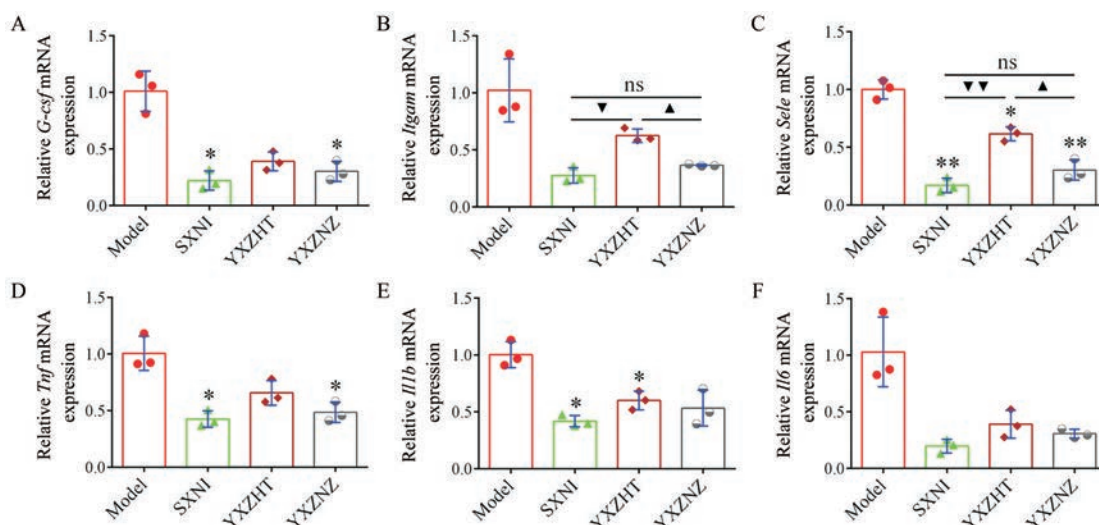 A
Relative G-csf mRNA
expression
1.5
1.0
0.5
0.0
*
*
Model
SXNI
YXZHT
YXZNZ
B
Relative Itgam mRNA
expression
1.5
1.0
0.5
0.0
ns
▼
▲
Model
SXNI
YXZHT
YXZNZ
C
Relative Sele mRNA
expression
1.5
1.0
0.5
0.0
ns
▼▼
▲
*
**
**
Model
SXNI
YXZHT
YXZNZ
D
Relative Tnf mRNA
expression
1.5
1.0
0.5
0.0
*
*
Model
SXNI
YXZHT
YXZNZ
E
Relative Il1b mRNA
expression
1.5
1.0
0.5
0.0
*
*
Model
SXNI
YXZHT
YXZNZ
F
Relative Il6 mRNA
expression
1.5
1.0
0.5
0.0
Model
SXNI
YXZHT
YXZNZ